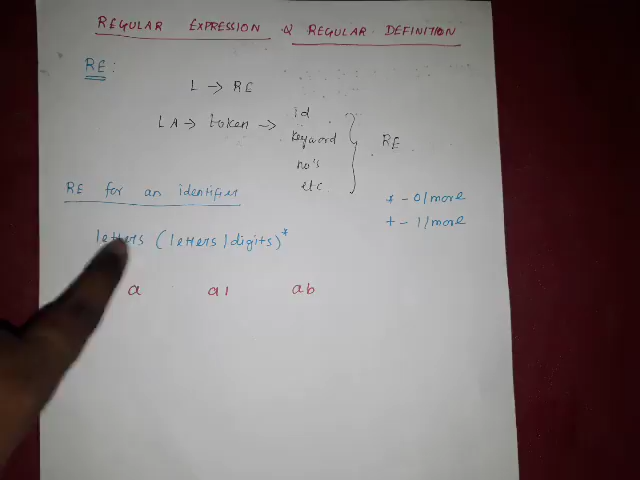 REGULAR EXPRESSION & REGULAR DEFINITION
RE:
L → RE
LA → token → id
keyword
no's
etc
RE
RE for an identifier
* - 0/more
+ - 1/more
letters (letters/digits)*
a a1 ab